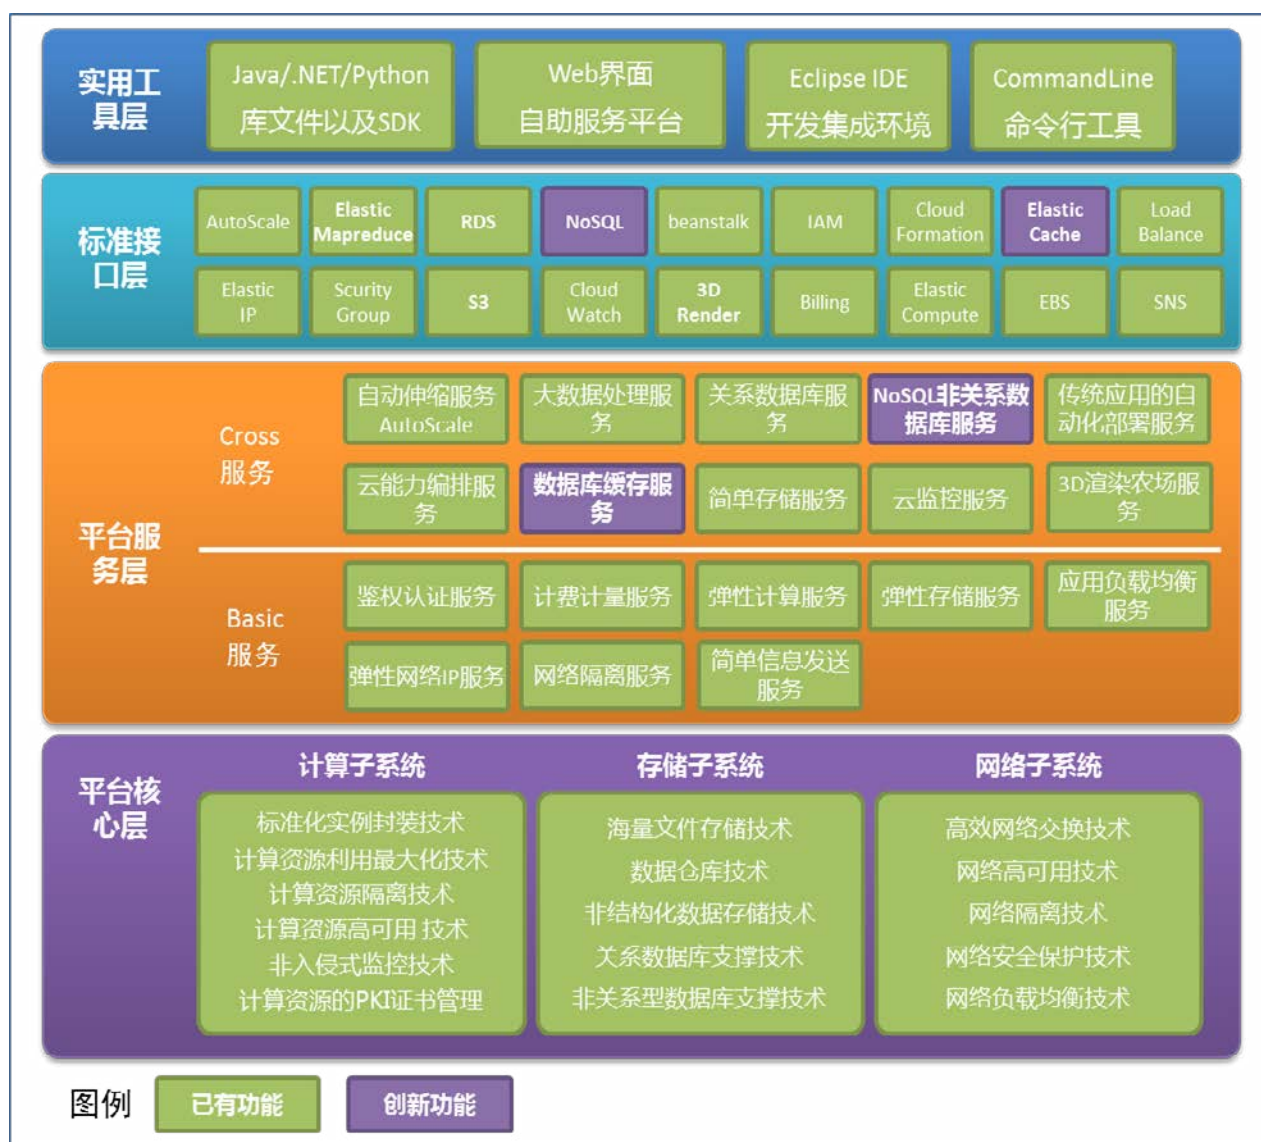 实用工
具层
Java/.NET/Python
库文件以及SDK
Web界面
自助服务平台
Eclipse IDE
开发集成环境
CommandLine
命令行工具
标准接
口层
AutoScale
Elastic
Mapreduce
RDS
NoSQL
beanstalk
IAM
Cloud
Formation
Elastic
Cache
Load
Balance
Elastic
IP
Scurity
Group
S3
Cloud
Watch
3D
Render
Billing
Elastic
Compute
EBS
SNS
平台服
务层
Cross
服务
自动伸缩服务
AutoScale
大数据处理服
务
关系数据库服
务
NoSQL非关系数
据库服务
传统应用的自
动化部署服务
云能力编排服
务
数据库缓存服
务
简单存储服务
云监控服务
3D渲染农场服
务
Basic
服务
鉴权认证服务
计费计量服务
弹性计算服务
弹性存储服务
应用负载均衡
服务
弹性网络IP服务
网络隔离服务
简单信息发送
服务
平台核
心层
计算子系统
标准化实例封装技术
计算资源利用最大化技术
计算资源隔离技术
计算资源高可用 技术
非入侵式监控技术
计算资源的PKI证书管理
存储子系统
海量文件存储技术
数据仓库技术
非结构化数据存储技术
关系数据库支撑技术
非关系型数据库支撑技术
网络子系统
高效网络交换技术
网络高可用技术
网络隔离技术
网络安全保护技术
网络负载均衡技术
图例
已有功能
创新功能